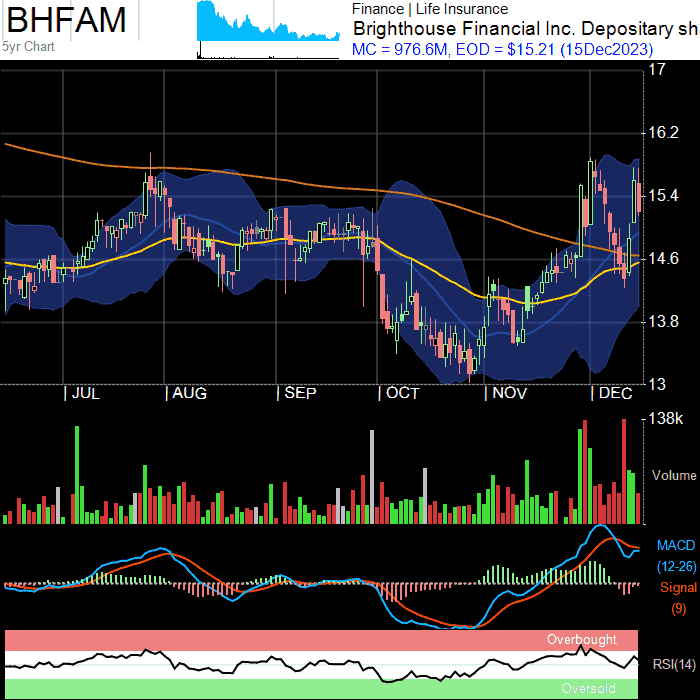 BHFAM
5yr Chart
Finance | Life Insurance
Brighthouse Financial Inc. Depositary sh
MC = 976.6M, EOD = $15.21 (15Dec2023)
17
16.2
15.4
14.6
13.8
13
JUL AUG SEP OCT NOV DEC
138k
Volume
MACD
(12-26)
Signal
(9)
Overbought
RSI(14)
Oversold